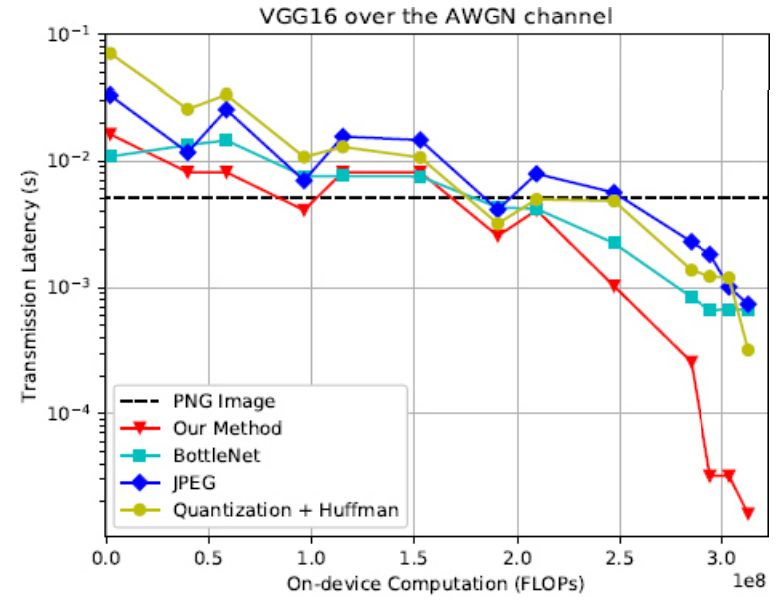 VGG16 over the AWGN channel
Transmission Latency (s)
10⁻¹
10⁻²
10⁻³
10⁻⁴
PNG Image
Our Method
BottleNet
JPEG
Quantization + Huffman
0.0 0.5 1.0 1.5 2.0 2.5 3.0
1e8
On-device Computation (FLOPs)